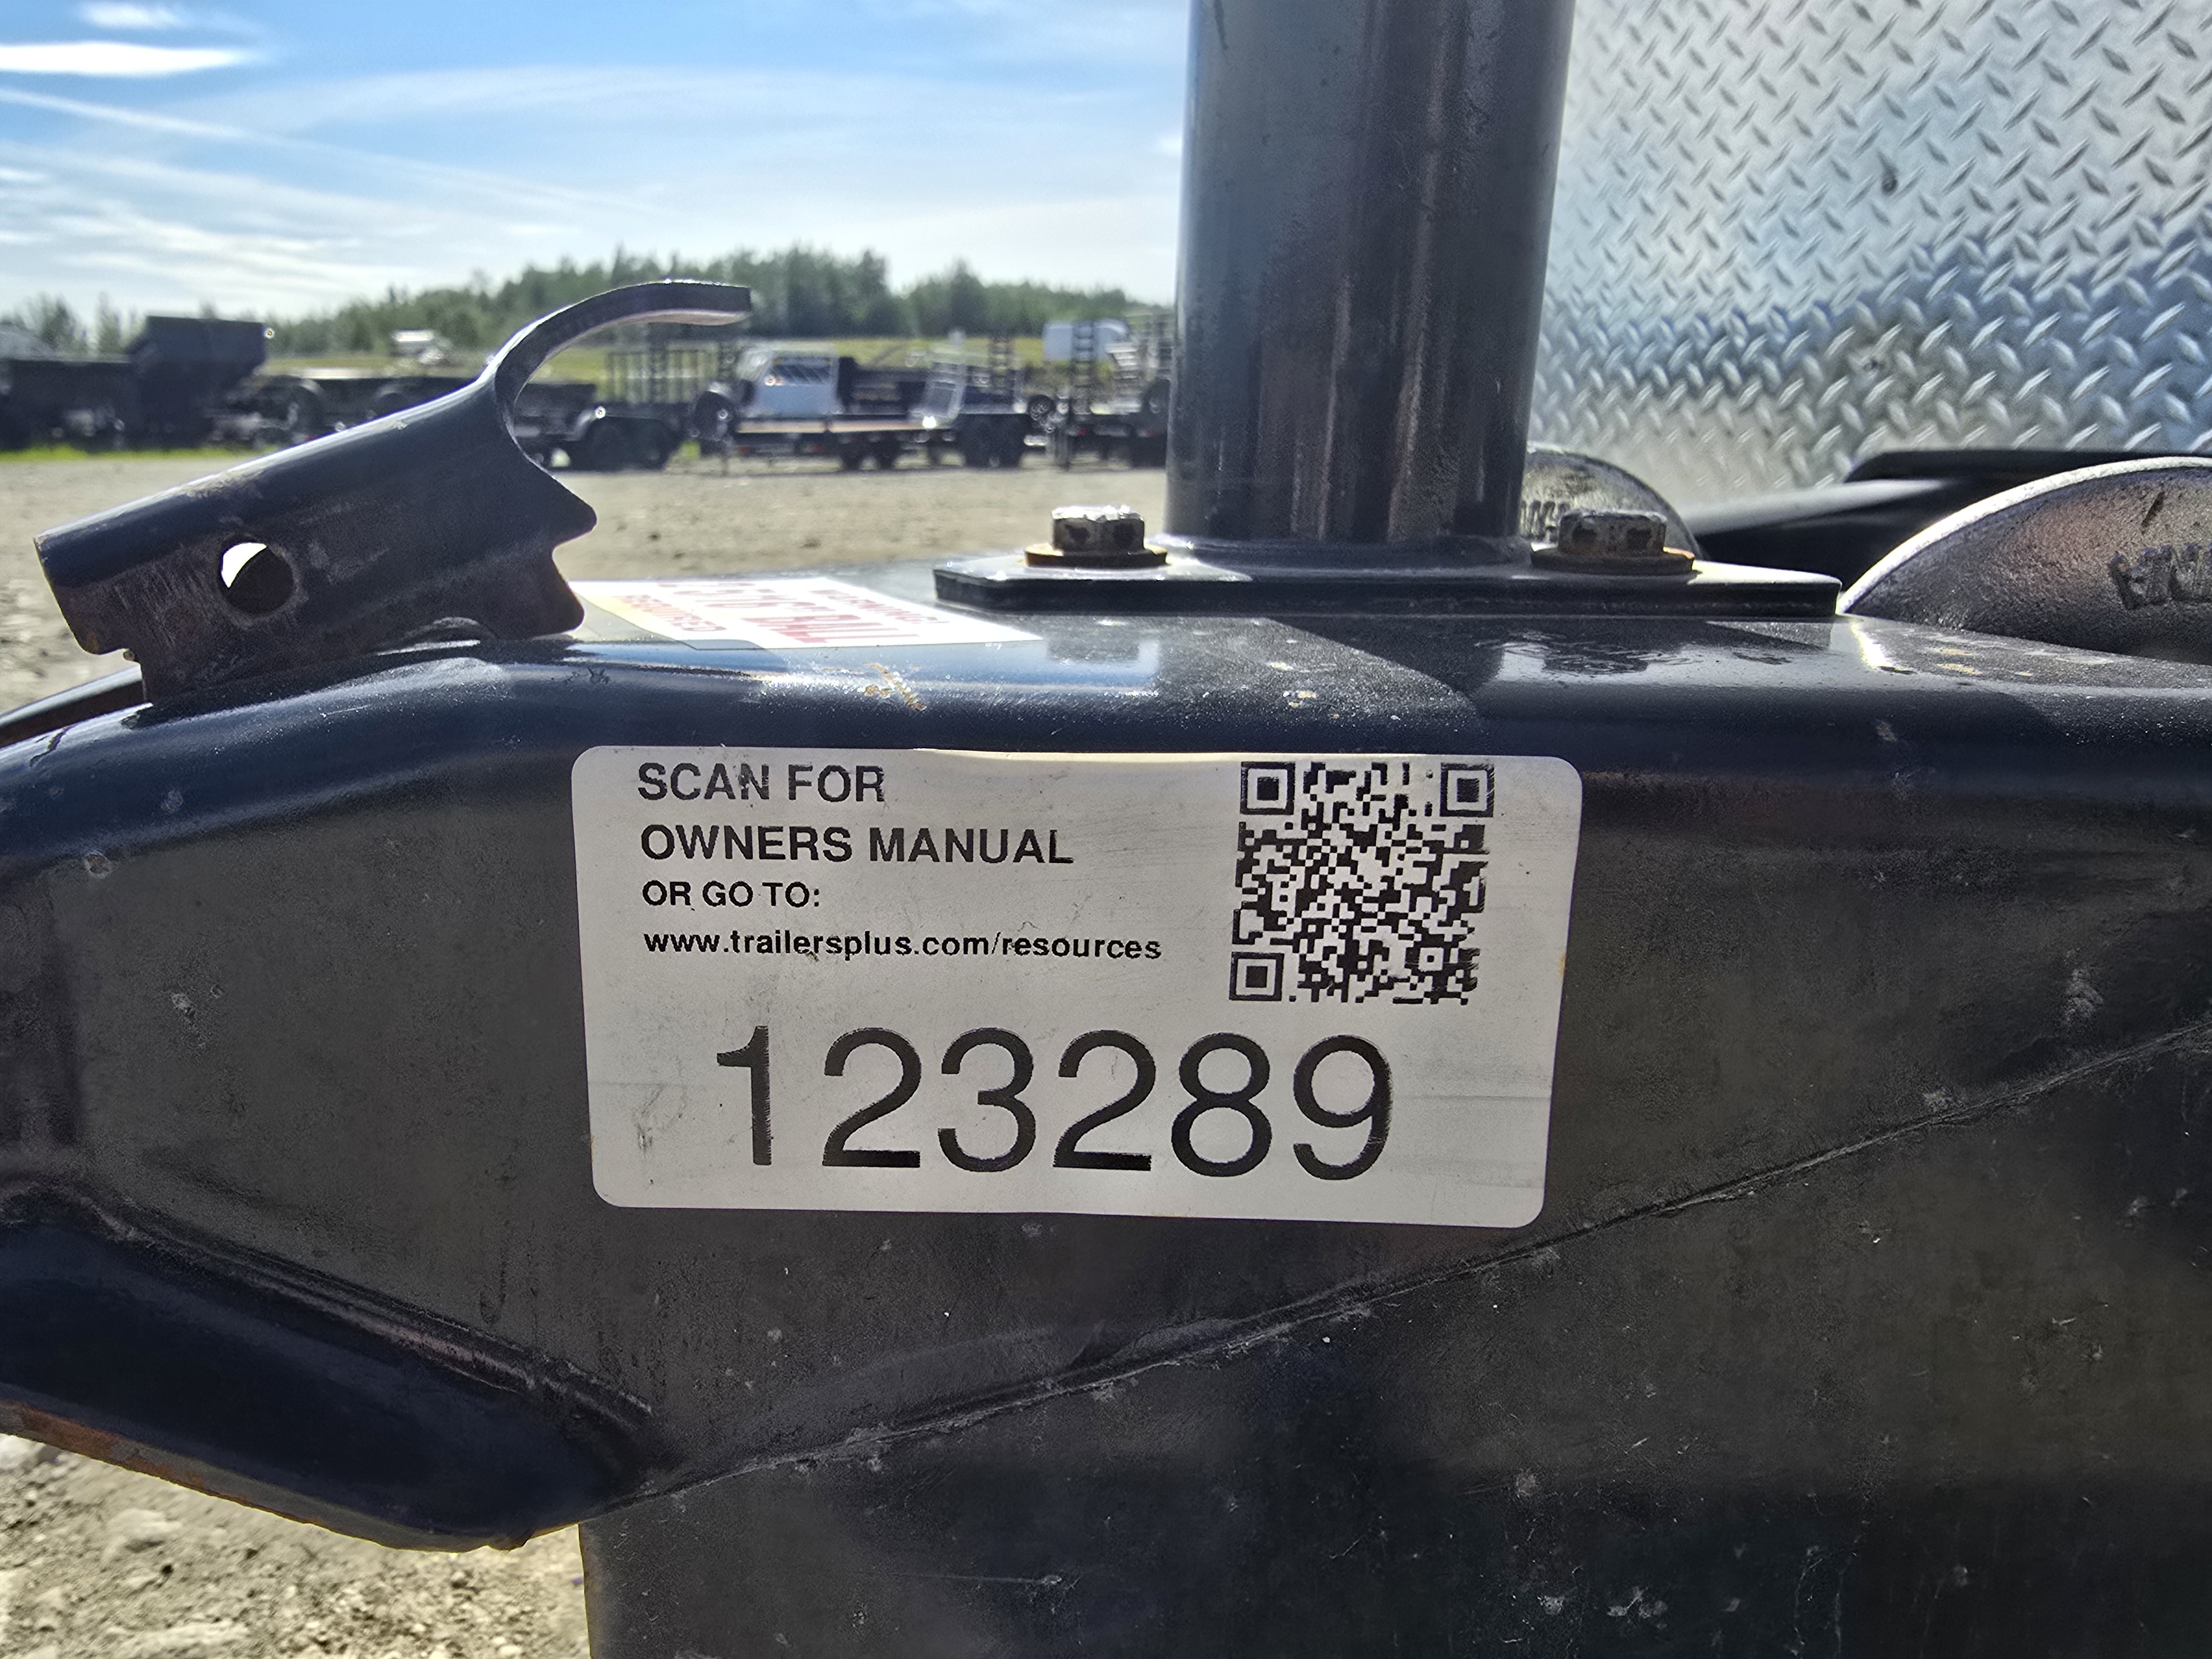 SCAN FOR
OWNERS MANUAL
OR GO TO:
www.trailersplus.com/resources
123289